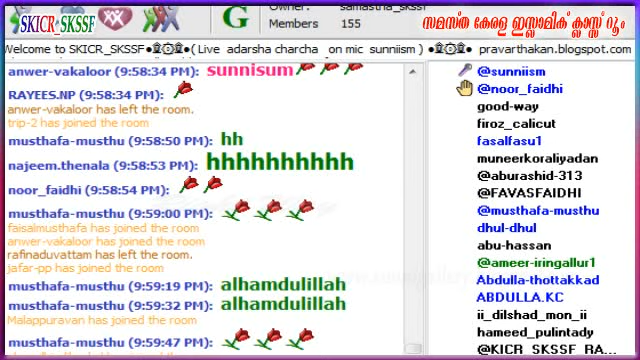 SKICR_SKSSF
G
Owner: samastha_skssf
Members 155
സമസ്ത കേരള ഇസ്ലാമിക് ക്ലാസ്സ് റൂം
Welcome to SKICR_SKSSF ( Live adarsha charcha on mic sunniism ) pravarthakan.blogspot.com
anwer-vakaloor (9:58:34 PM): sunnisum
RAYEES.NP (9:58:34 PM):
anwer-vakaloor has left the room.
trip-2 has joined the room
musthafa-musthu (9:58:50 PM): hh
najeem.thenala (9:58:53 PM): hhhhhhhhhh
noor_faidhi (9:58:54 PM):
musthafa-musthu (9:59:00 PM):
faisalmusthafa has joined the room
anwer-vakaloor has joined the room
rafinaduvattam has left the room.
jafar-pp has joined the room
musthafa-musthu (9:59:19 PM): alhamdulillah
musthafa-musthu (9:59:32 PM): alhamdulillah
Malappuravan has joined the room
musthafa-musthu (9:59:47 PM):
@sunniism
@noor_faidhi
good-way
firoz_calicut
fasalfasu1
muneerkoraliyadan
@aburashid-313
@FAVASFAIDHI
@musthafa-musthu
dhul-dhul
abu-hassan
@ameer-iringallur1
Abdulla-thottakkad
ABDULLA.KC
ii_dilshad_mon_ii
hameed_pulintady
@SKICR_SKSSF_RA...